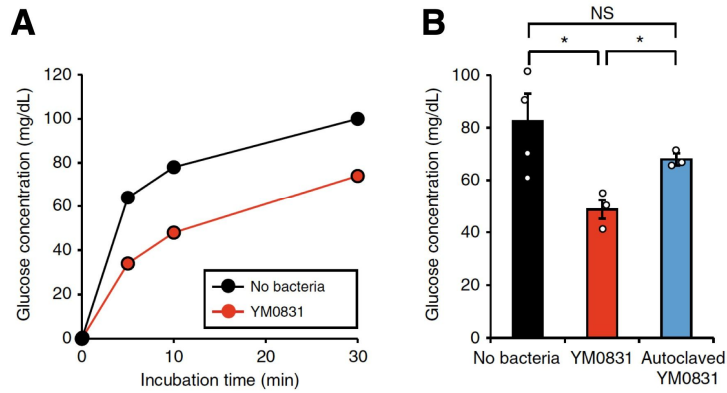 A
Glucose concentration (mg/dL)
120
100
80
60
40
20
0
0
10
20
30
Incubation time (min)
No bacteria
YM0831
B
NS
*
*
Glucose concentration (mg/dL)
100
80
60
40
20
0
No bacteria
YM0831
Autoclaved
YM0831